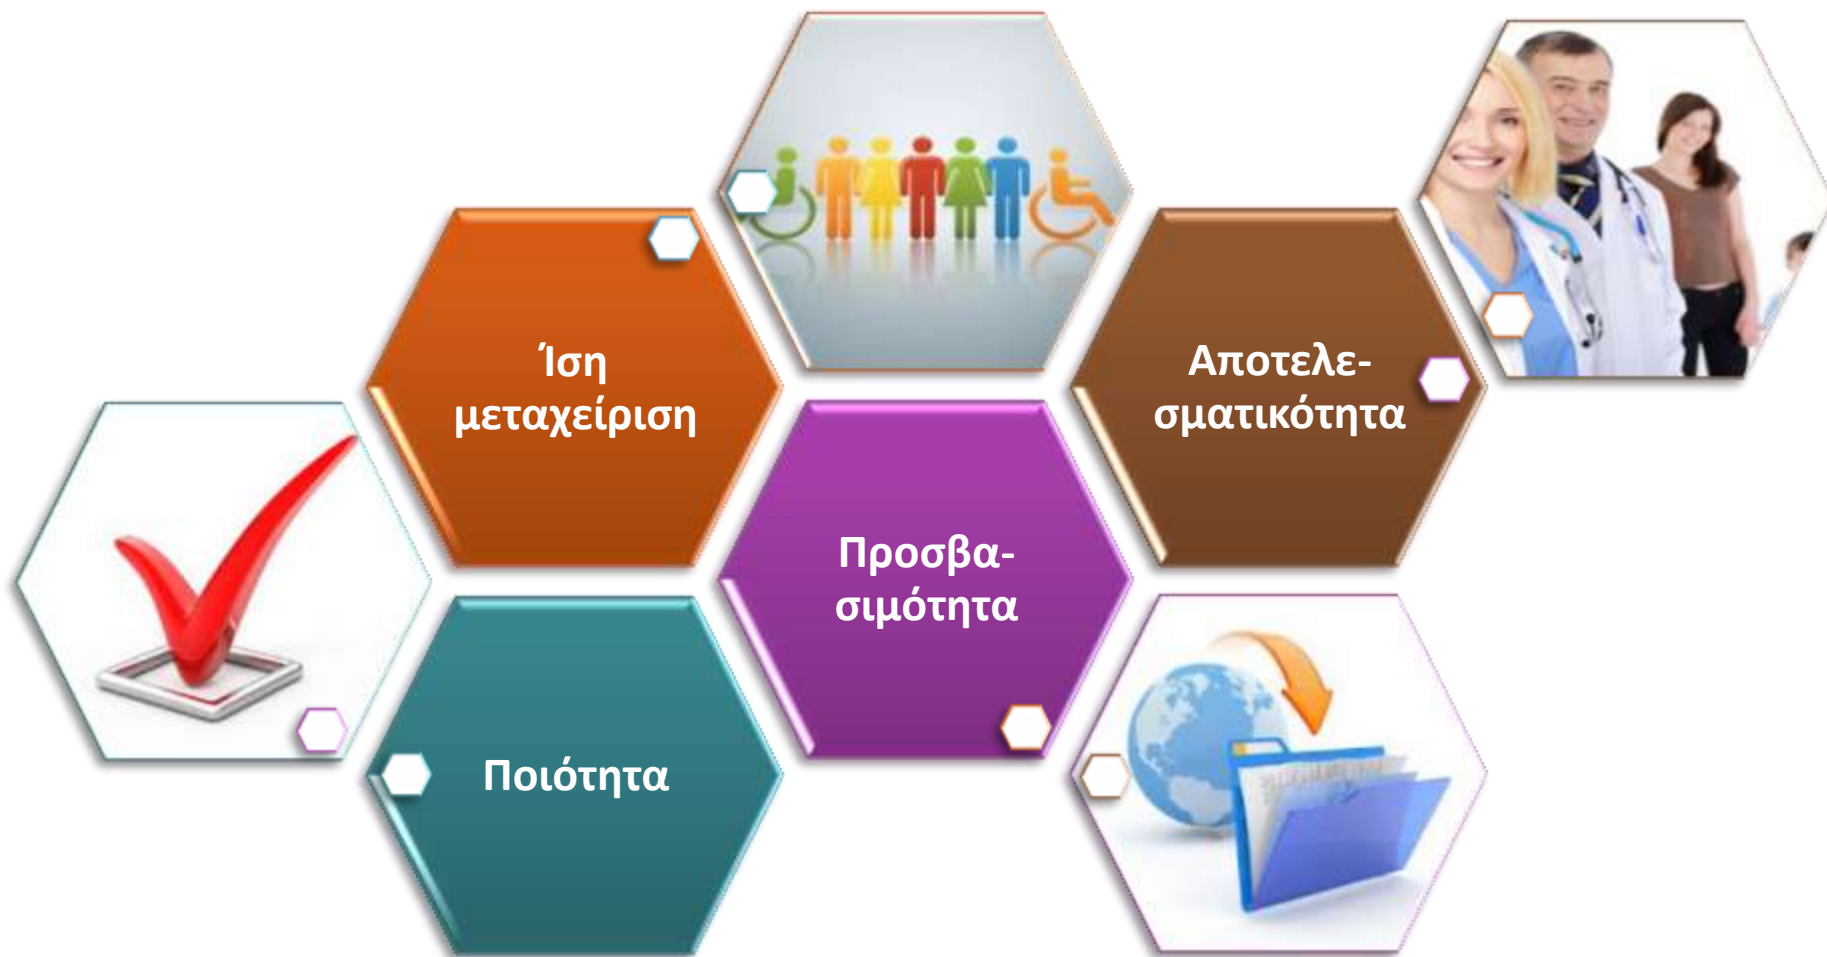 Ίση
μεταχείριση
Αποτελε-
σματικότητα
Προσβα-
σιμότητα
Ποιότητα